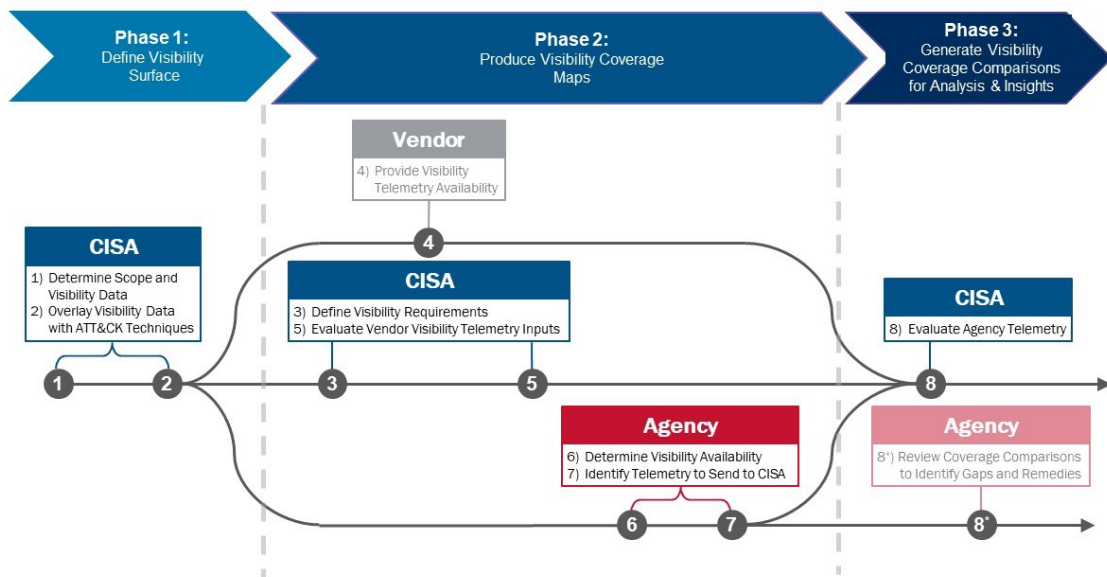 Phase 1:
Define Visibility
Surface
Phase 2:
Produce Visibility Coverage
Maps
Phase 3:
Generate Visibility
Coverage Comparisons
for Analysis & Insights
Vendor
4) Provide Visibility
Telemetry Availability
4
CISA
1) Determine Scope and
Visibility Data
2) Overlay Visibility Data
with ATT&CK Techniques
1
2
CISA
3) Define Visibility Requirements
5) Evaluate Vendor Visibility Telemetry Inputs
3
5
CISA
8) Evaluate Agency Telemetry
8
Agency
6) Determine Visibility Availability
7) Identify Telemetry to Send to CISA
6
7
Agency
8*) Review Coverage Comparisons
to Identify Gaps and Remedies
8*